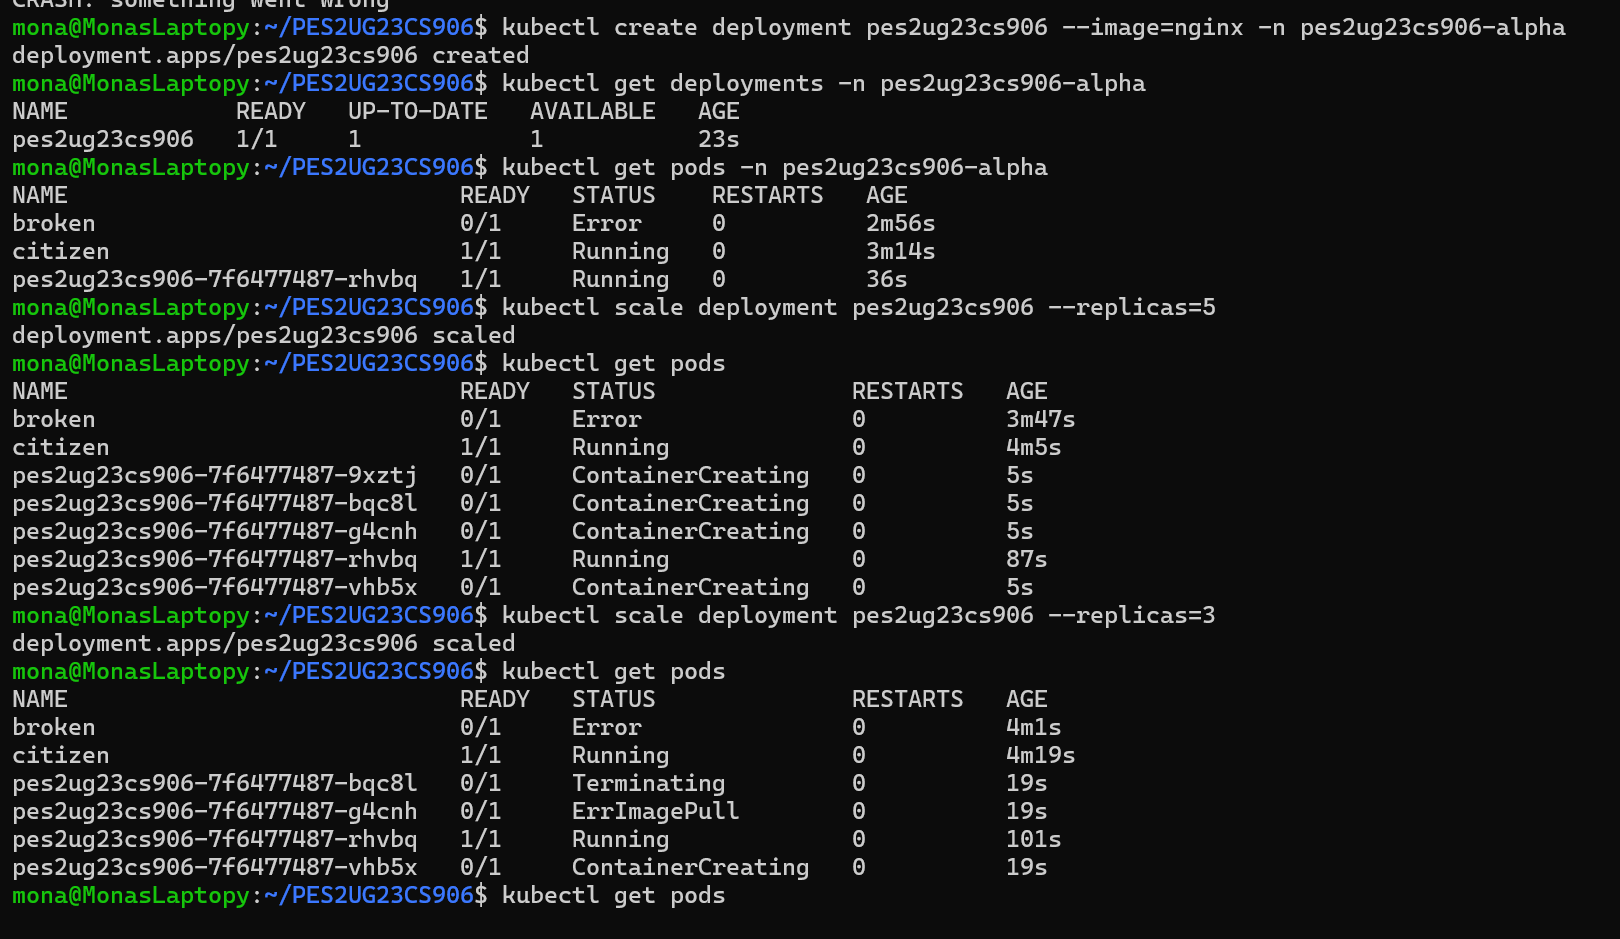 CRASH: something went wrong
mona@MonasLaptopy:~/PES2UG23CS906$ kubectl create deployment pes2ug23cs906 --image=nginx -n pes2ug23cs906-alpha
deployment.apps/pes2ug23cs906 created
mona@MonasLaptopy:~/PES2UG23CS906$ kubectl get deployments -n pes2ug23cs906-alpha
NAME            READY   UP-TO-DATE   AVAILABLE   AGE
pes2ug23cs906   1/1     1            1           23s
mona@MonasLaptopy:~/PES2UG23CS906$ kubectl get pods -n pes2ug23cs906-alpha
NAME                            READY   STATUS    RESTARTS   AGE
broken                          0/1     Error     0          2m56s
citizen                         1/1     Running   0          3m14s
pes2ug23cs906-7f6477487-rhvbq   1/1     Running   0          36s
mona@MonasLaptopy:~/PES2UG23CS906$ kubectl scale deployment pes2ug23cs906 --replicas=5
deployment.apps/pes2ug23cs906 scaled
mona@MonasLaptopy:~/PES2UG23CS906$ kubectl get pods
NAME                            READY   STATUS              RESTARTS   AGE
broken                          0/1     Error               0          3m47s
citizen                         1/1     Running             0          4m5s
pes2ug23cs906-7f6477487-9xztj   0/1     ContainerCreating   0          5s
pes2ug23cs906-7f6477487-bqc8l   0/1     ContainerCreating   0          5s
pes2ug23cs906-7f6477487-g4cnh   0/1     ContainerCreating   0          5s
pes2ug23cs906-7f6477487-rhvbq   1/1     Running             0          87s
pes2ug23cs906-7f6477487-vhb5x   0/1     ContainerCreating   0          5s
mona@MonasLaptopy:~/PES2UG23CS906$ kubectl scale deployment pes2ug23cs906 --replicas=3
deployment.apps/pes2ug23cs906 scaled
mona@MonasLaptopy:~/PES2UG23CS906$ kubectl get pods
NAME                            READY   STATUS              RESTARTS   AGE
broken                          0/1     Error               0          4m1s
citizen                         1/1     Running             0          4m19s
pes2ug23cs906-7f6477487-bqc8l   0/1     Terminating         0          19s
pes2ug23cs906-7f6477487-g4cnh   0/1     ErrImagePull        0          19s
pes2ug23cs906-7f6477487-rhvbq   1/1     Running             0          101s
pes2ug23cs906-7f6477487-vhb5x   0/1     ContainerCreating   0          19s
mona@MonasLaptopy:~/PES2UG23CS906$ kubectl get pods